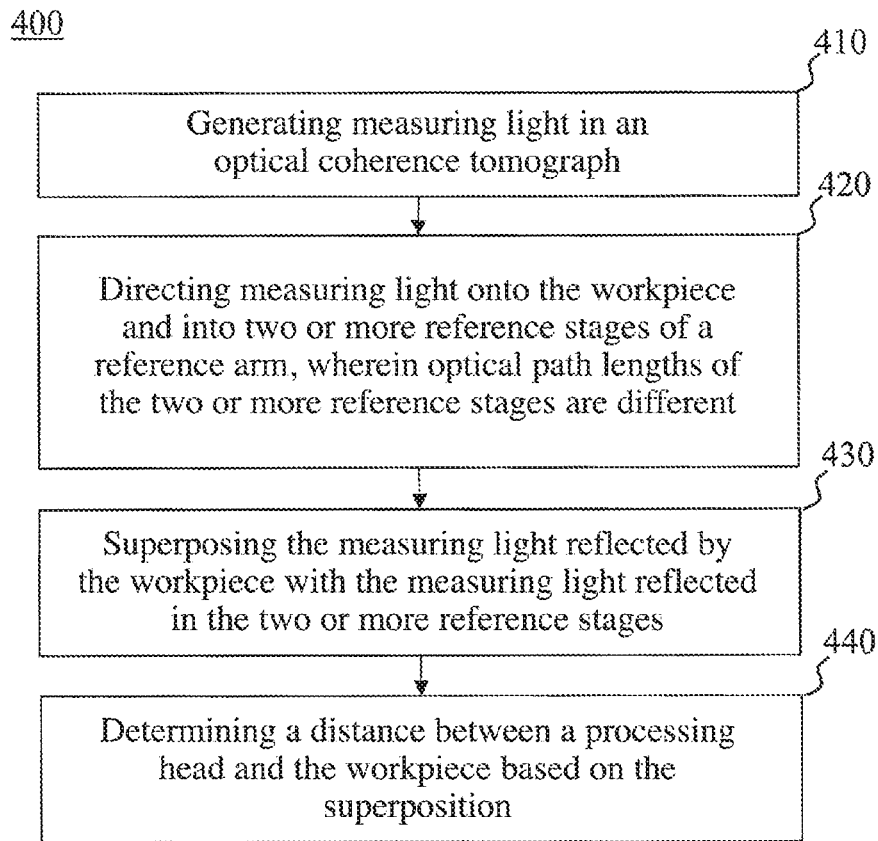 400
410
Generating measuring light in an
optical coherence tomograph
420
Directing measuring light onto the workpiece
and into two or more reference stages of a
reference arm, wherein optical path lengths of
the two or more reference stages are different
430
Superposing the measuring light reflected by
the workpiece with the measuring light reflected
in the two or more reference stages
440
Determining a distance between a processing
head and the workpiece based on the
superposition